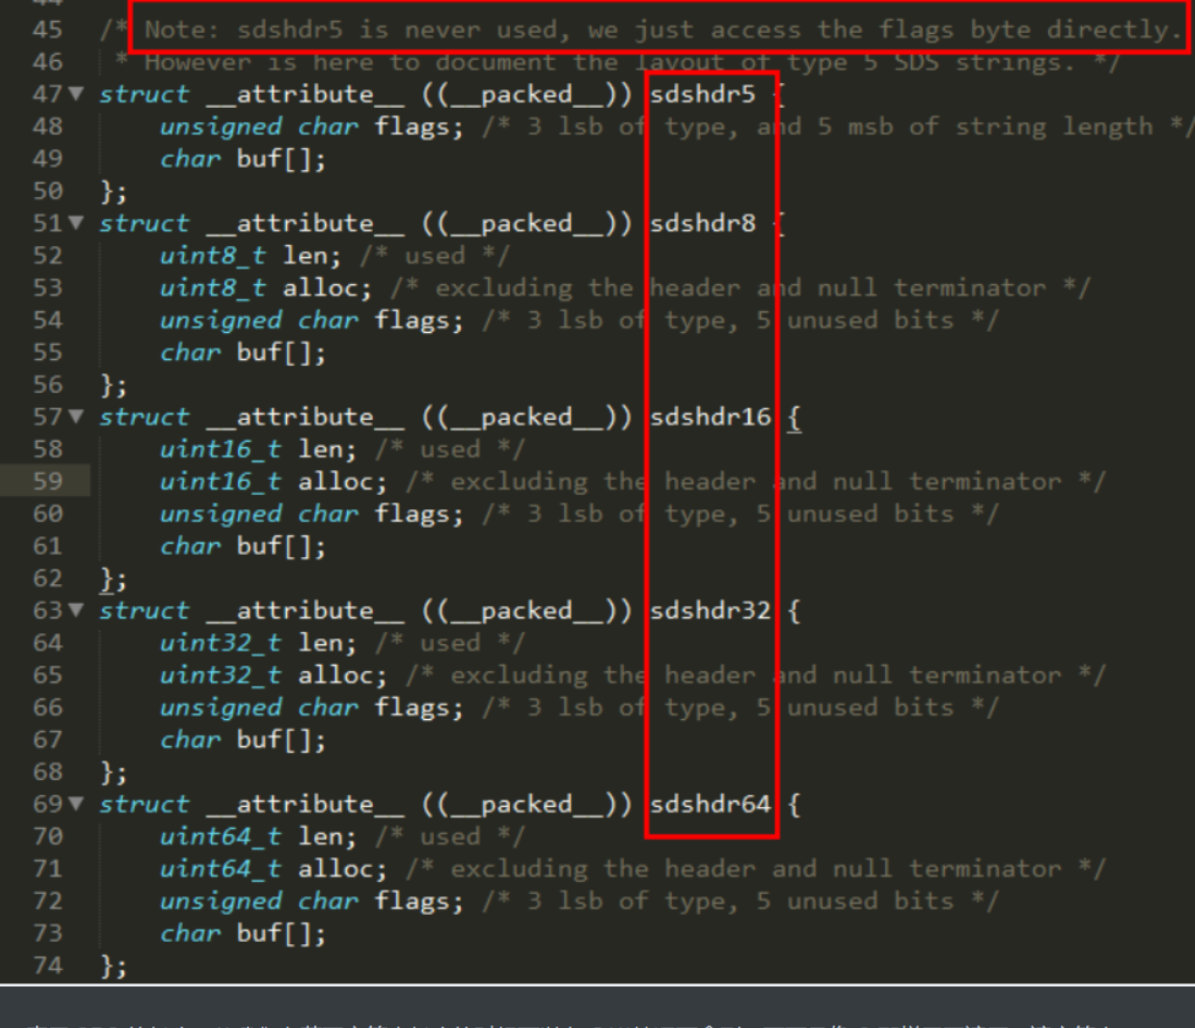 44
45 /* Note: sdshdr5 is never used, we just access the flags byte directly.
46 * However is here to document the layout of type 5 SDS strings. */
47 struct __attribute__ ((__packed__)) sdshdr5 {
48 unsigned char flags; /* 3 lsb of type, and 5 msb of string length */
49 char buf[];
50 };
51 struct __attribute__ ((__packed__)) sdshdr8 {
52 uint8_t len; /* used */
53 uint8_t alloc; /* excluding the header and null terminator */
54 unsigned char flags; /* 3 lsb of type, 5 unused bits */
55 char buf[];
56 };
57 struct __attribute__ ((__packed__)) sdshdr16 {
58 uint16_t len; /* used */
59 uint16_t alloc; /* excluding the header and null terminator */
60 unsigned char flags; /* 3 lsb of type, 5 unused bits */
61 char buf[];
62 };
63 struct __attribute__ ((__packed__)) sdshdr32 {
64 uint32_t len; /* used */
65 uint32_t alloc; /* excluding the header and null terminator */
66 unsigned char flags; /* 3 lsb of type, 5 unused bits */
67 char buf[];
68 };
69 struct __attribute__ ((__packed__)) sdshdr64 {
70 uint64_t len; /* used */
71 uint64_t alloc; /* excluding the header and null terminator */
72 unsigned char flags; /* 3 lsb of type, 5 unused bits */
73 char buf[];
74 };